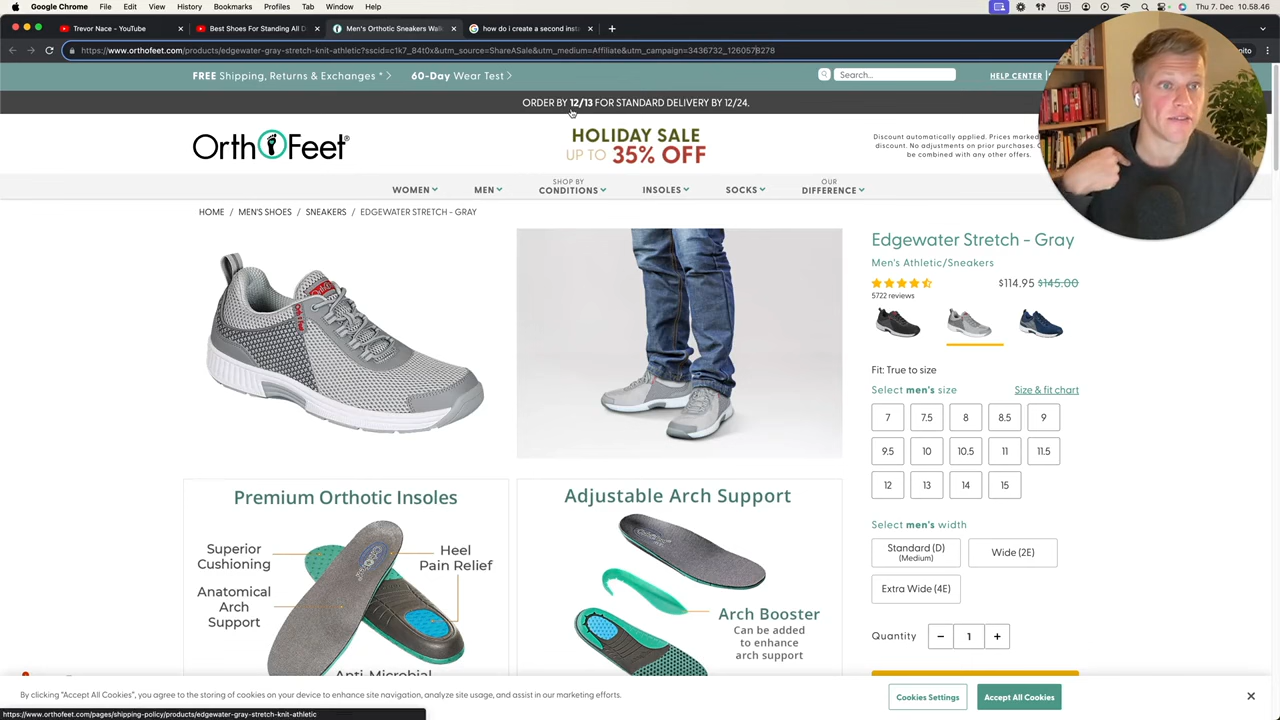 Google Chrome File Edit View History Bookmarks Profiles Tab Window Help
Thu 7. Dec. 10.58.46
Trevor Nace - YouTube
Best Shoes For Standing All D
Men's Orthotic Sneakers Walk
how do i create a second inst
https://www.orthofeet.com/products/edgewater-gray-stretch-knit-athletic?sscid=c1k7_84t0x&utm_source=ShareASale&utm_medium=Affiliate&utm_campaign=3436732_1260578278
FREE Shipping, Returns & Exchanges * >
60-Day Wear Test >
Search...
HELP CENTER
ORDER BY 12/13 FOR STANDARD DELIVERY BY 12/24.
OrthoFeet®
HOLIDAY SALE
UP TO 35% OFF
Discount automatically applied. Prices marked
discount. No adjustments on prior purchases. C
be combined with any other offers.
WOMEN
MEN
SHOP BY
CONDITIONS
INSOLES
SOCKS
OUR
DIFFERENCE
HOME / MEN'S SHOES / SNEAKERS / EDGEWATER STRETCH - GRAY
Edgewater Stretch - Gray
Men's Athletic/Sneakers
$114.95 $145.00
5722 reviews
Fit: True to size
Select men's size
Size & fit chart
7 7.5 8 8.5 9
9.5 10 10.5 11 11.5
12 13 14 15
Select men's width
Standard (D)
(Medium)
Wide (2E)
Extra Wide (4E)
Quantity
- 1 +
Premium Orthotic Insoles
Superior
Cushioning
Anatomical
Arch
Support
Heel
Pain Relief
Anti-Microbial
Adjustable Arch Support
Arch Booster
Can be added
to enhance
arch support
By clicking "Accept All Cookies", you agree to the storing of cookies on your device to enhance site navigation, analyze site usage, and assist in our marketing efforts.
Cookies Settings
Accept All Cookies
https://www.orthofeet.com/pages/shipping-policy/products/edgewater-gray-stretch-knit-athletic